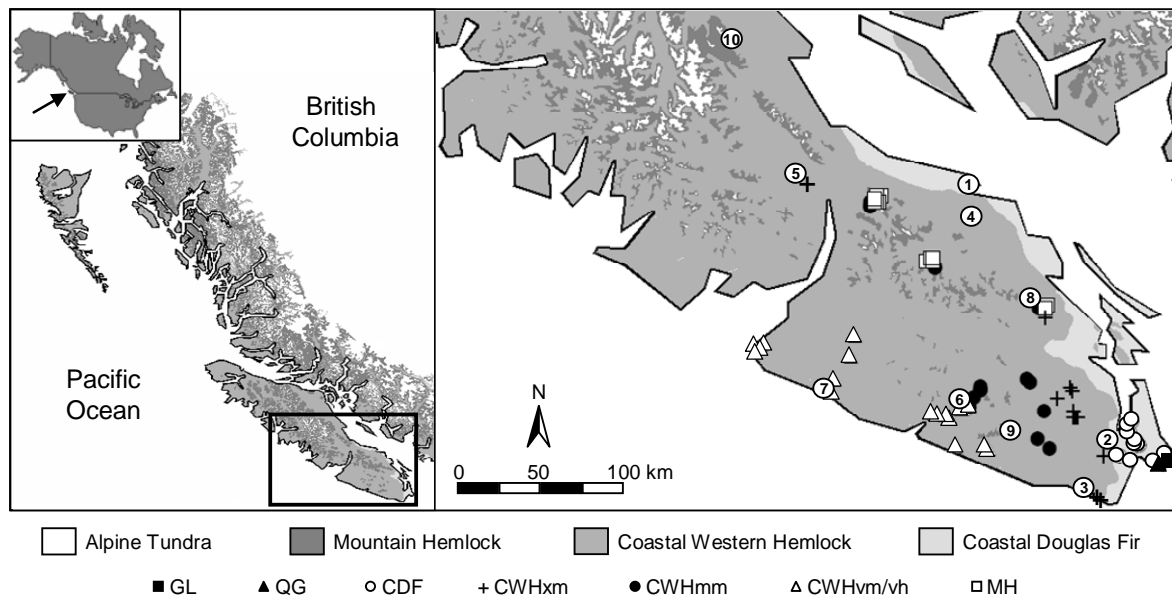 British
Columbia
Pacific
Ocean
10
5
1
4
8
7
6
9
2
3
N
0 50 100 km
Alpine Tundra Mountain Hemlock Coastal Western Hemlock Coastal Douglas Fir
GL QG CDF CWHxm CWHmm CWHvm/vh MH